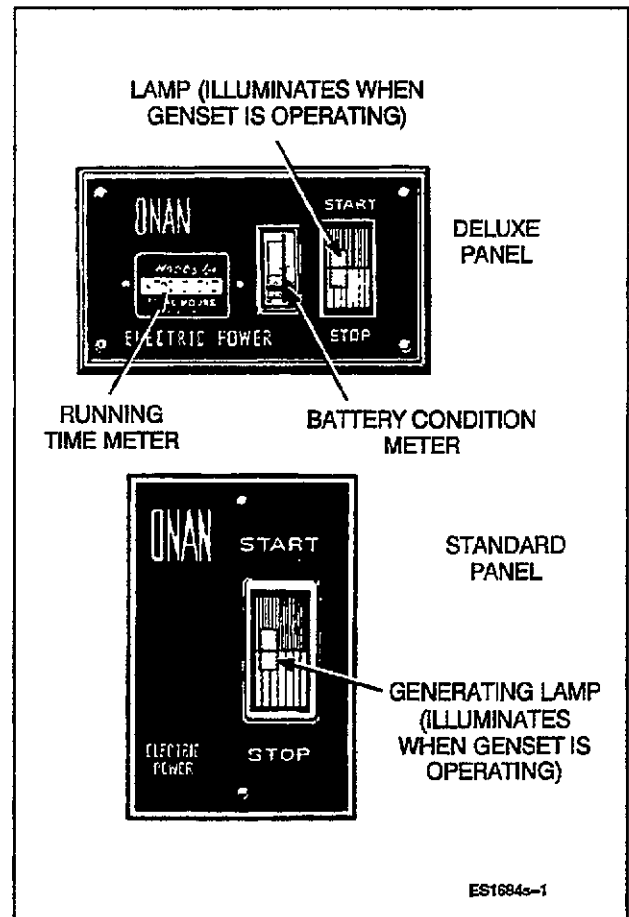 LAMP (ILLUMINATES WHEN
GENSET IS OPERATING)
ONAN
START
DELUXE
PANEL
ELECTRIC POWER
STOP
RUNNING
TIME METER
BATTERY CONDITION
METER
ONAN
START
STANDARD
PANEL
GENERATING LAMP
(ILLUMINATES
WHEN GENSET IS
OPERATING)
ELECTRIC
POWER
STOP
ES1684s–1